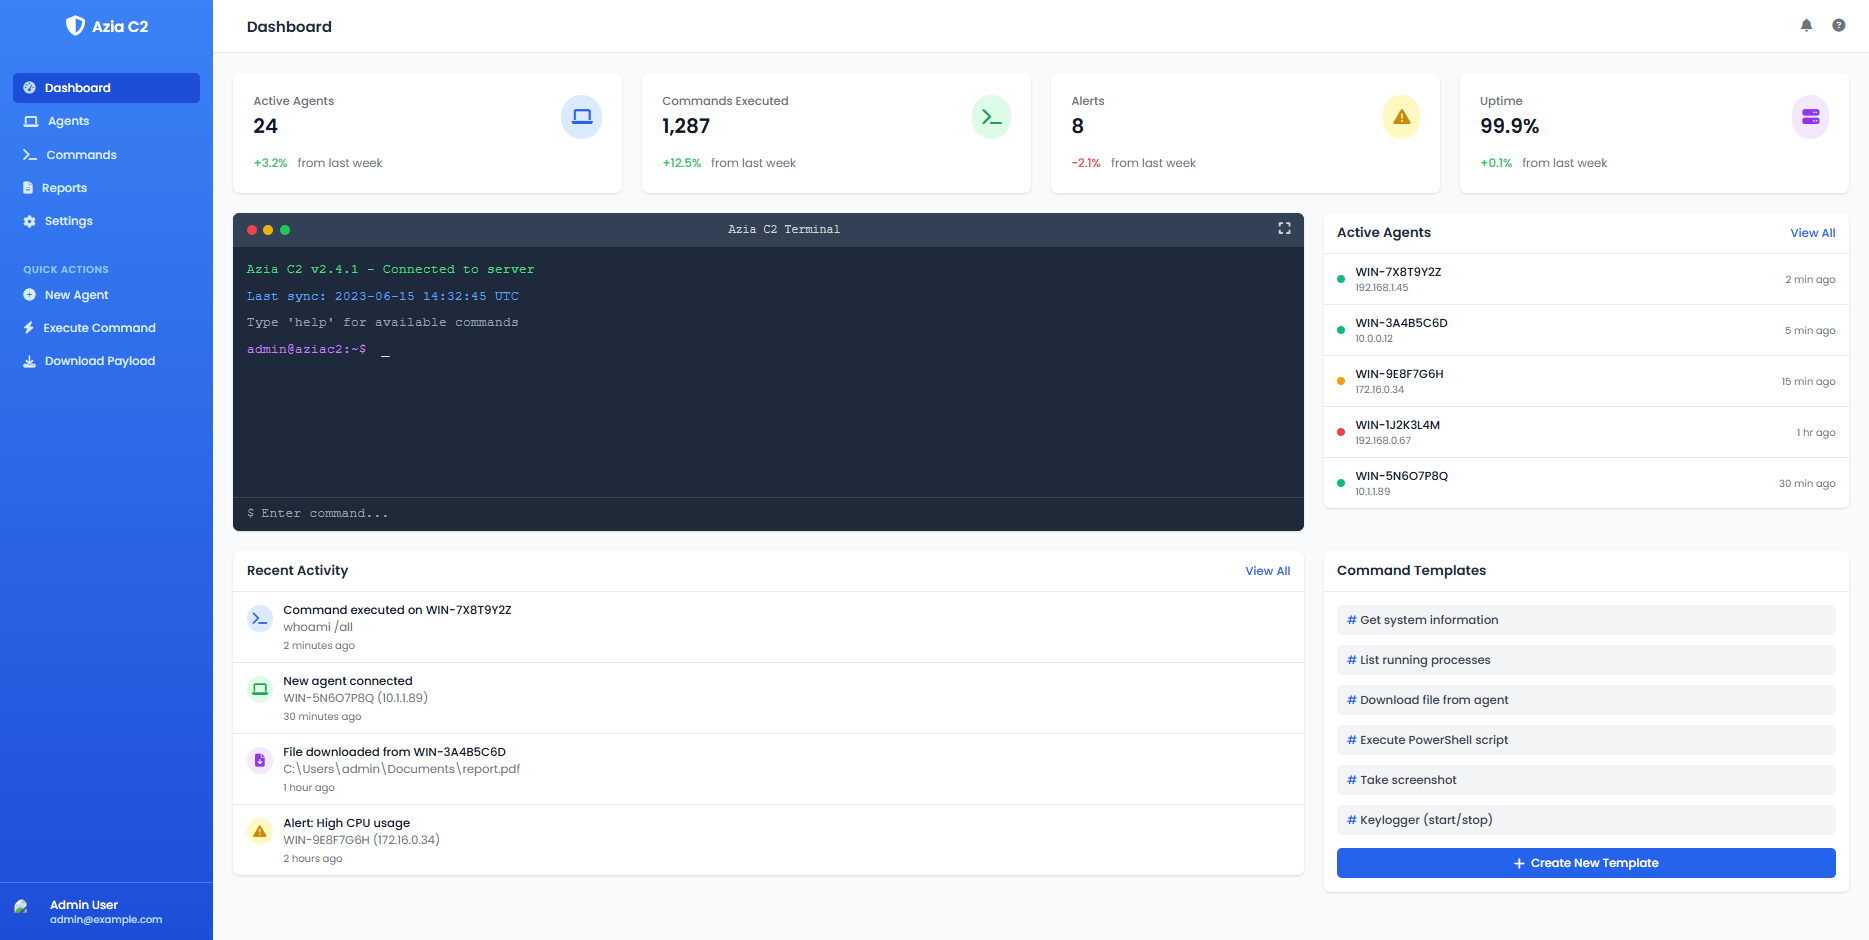 Azia C2
Dashboard
Agents
Commands
Reports
Settings
QUICK ACTIONS
New Agent
Execute Command
Download Payload
Admin User
admin@example.com
Dashboard
Active Agents
24
+3.2% from last week
Commands Executed
1,287
+12.5% from last week
Alerts
8
-2.1% from last week
Uptime
99.9%
+0.1% from last week
Azia C2 Terminal
Azia C2 v2.4.1 - Connected to server
Last sync: 2023-06-15 14:32:45 UTC
Type 'help' for available commands
admin@aziac2:~$ _
$ Enter command...
Active Agents View All
WIN-7X8T9Y2Z
192.168.1.45
2 min ago
WIN-3A4B5C6D
10.0.0.12
5 min ago
WIN-9E8F7G6H
172.16.0.34
15 min ago
WIN-1J2K3L4M
192.168.0.67
1 hr ago
WIN-5N6O7P8Q
10.1.1.89
30 min ago
Recent Activity View All
Command executed on WIN-7X8T9Y2Z
whoami /all
2 minutes ago
New agent connected
WIN-5N6O7P8Q (10.1.1.89)
30 minutes ago
File downloaded from WIN-3A4B5C6D
C:\Users\admin\Documents\report.pdf
1 hour ago
Alert: High CPU usage
WIN-9E8F7G6H (172.16.0.34)
2 hours ago
Command Templates
# Get system information
# List running processes
# Download file from agent
# Execute PowerShell script
# Take screenshot
# Keylogger (start/stop)
+ Create New Template